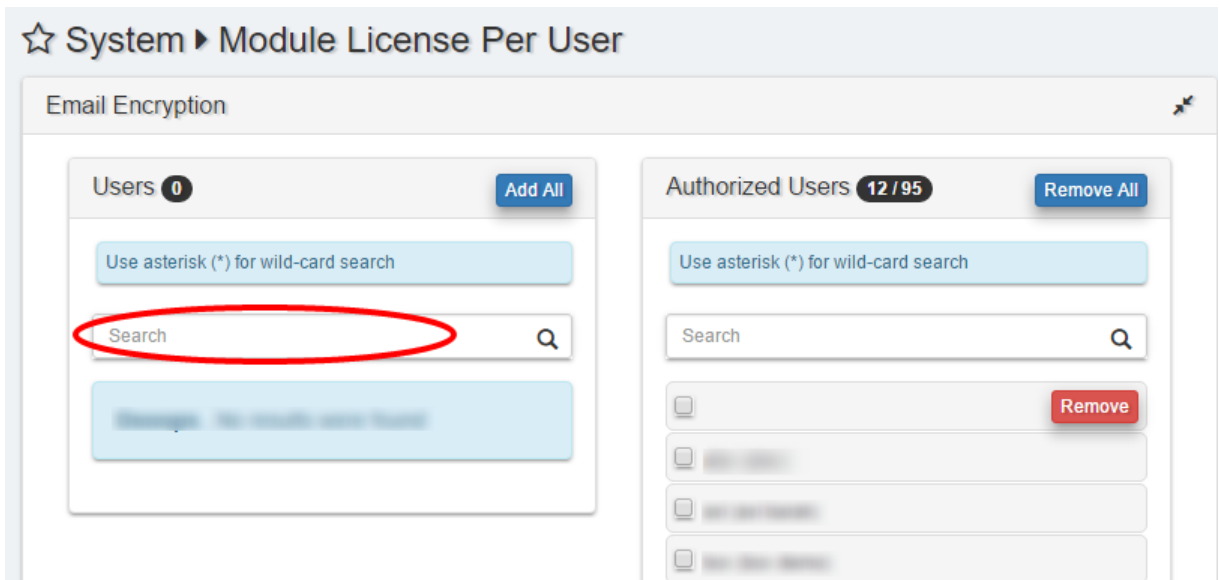 System Module License Per User
Email Encryption
Users 0
Add All
Use asterisk (*) for wild-card search
Search
Authorized Users 12 / 95
Remove All
Use asterisk (*) for wild-card search
Search
Remove